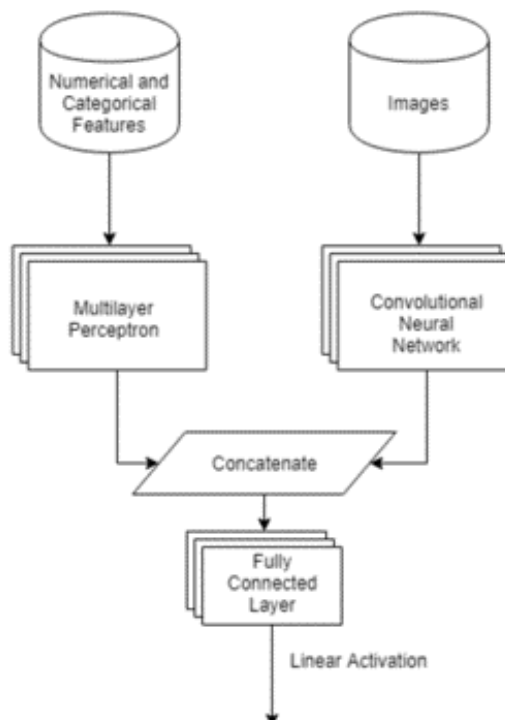 Numerical and
Categorical
Features
Images
Multilayer
Perceptron
Convolutional
Neural
Network
Concatenate
Fully
Connected
Layer
Linear Activation